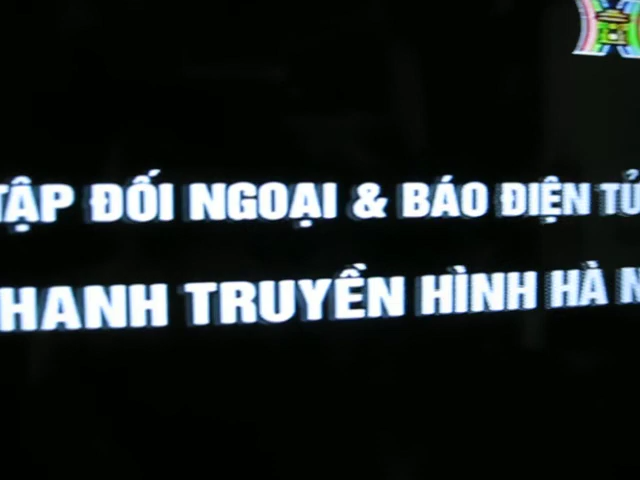 TẬP ĐỐI NGOẠI & BÁO ĐIỆN TỬ
HANH TRUYỀN HÌNH HÀ N